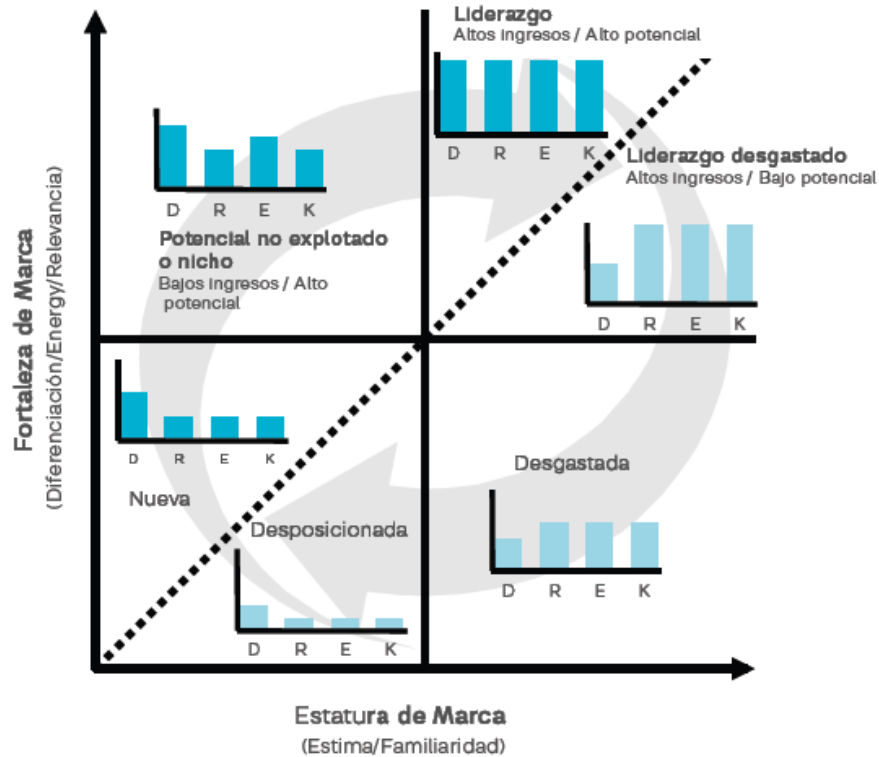 Liderazgo
Altos ingresos / Alto potencial
D R E K
Liderazgo desgastado
Altos ingresos / Bajo potencial
D R E K
D R E K
Potencial no explotado
o nicho
Bajos ingresos / Alto
potencial
Fortaleza de Marca
(Diferenciación/Energy/Relevancia)
D R E K
Nueva
Desposicionada
D R E K
Desgastada
D R E K
Estatura de Marca
(Estima/Familiaridad)